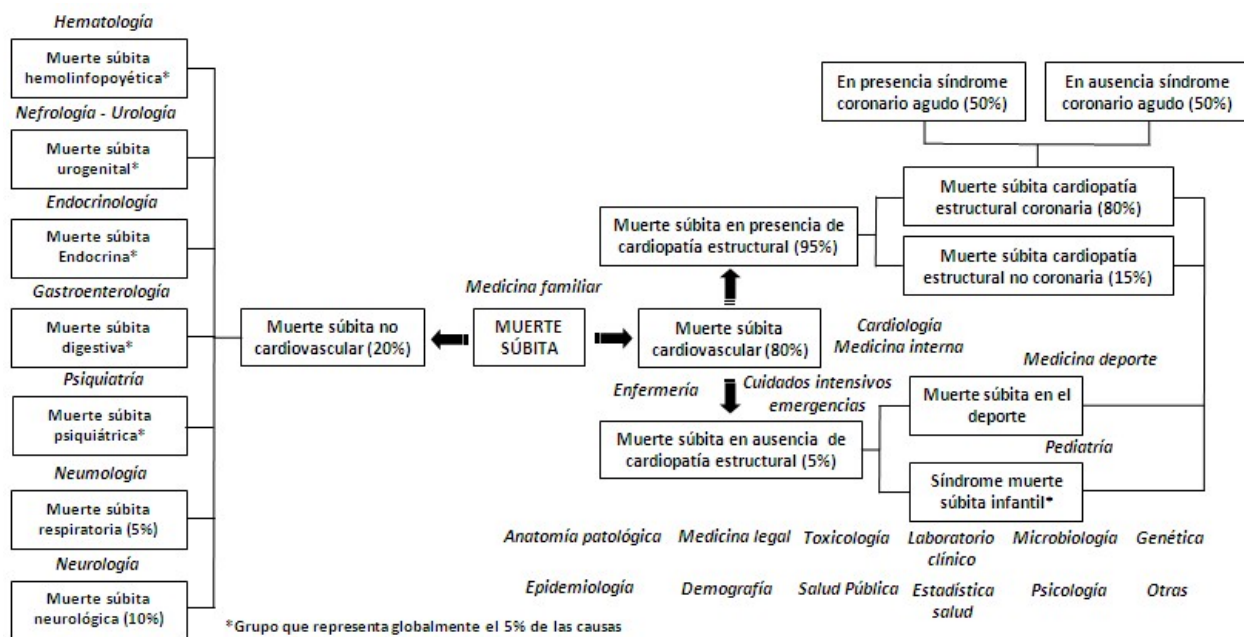 Hematología
Muerte súbita
hemolinfopoyética*
Nefrología - Urología
Muerte súbita
urogenital*
Endocrinología
Muerte súbita
Endocrina*
Gastroenterología
Muerte súbita
digestiva*
Psiquiatría
Muerte súbita
psiquiátrica*
Neumología
Muerte súbita
respiratoria (5%)
Neurología
Muerte súbita
neurológica (10%)
Muerte súbita no
cardiovascular (20%)
Medicina familiar
MUERTE
SÚBITA
Enfermería
Muerte súbita
cardiovascular (80%)
Cardiología
Medicina interna
Cuidados intensivos
emergencias
Muerte súbita en presencia de
cardiopatía estructural (95%)
En presencia síndrome
coronario agudo (50%)
En ausencia síndrome
coronario agudo (50%)
Muerte súbita cardiopatía
estructural coronaria (80%)
Muerte súbita cardiopatía
estructural no coronaria (15%)
Muerte súbita en ausencia de
cardiopatía estructural (5%)
Medicina deporte
Muerte súbita en el
deporte
Pediatría
Síndrome muerte
súbita infantil*
Anatomía patológica
Medicina legal
Toxicología
Laboratorio
clínico
Microbiología
Genética
Epidemiología
Demografía
Salud Pública
Estadística
salud
Psicología
Otras
*Grupo que representa globalmente el 5% de las causas